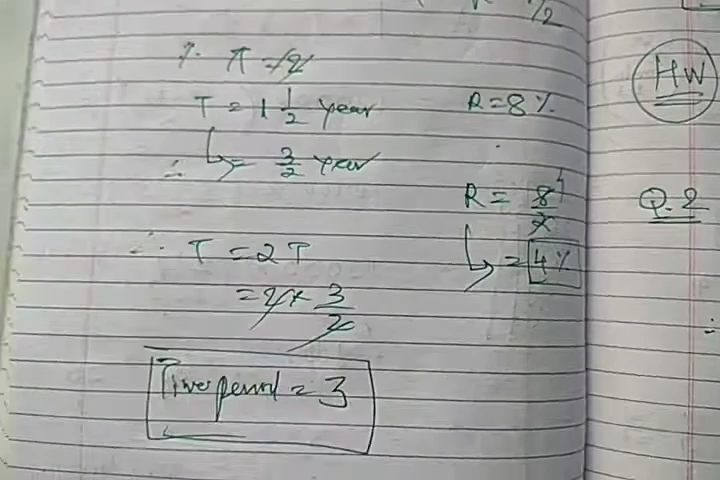 T = 1 1/2 year
R = 8 %
= 3/2 year
∴
R = 8/2
= 4 %
∴ T = 2 T
= 2 × 3/2
Time period = 3
HW
Q. 2